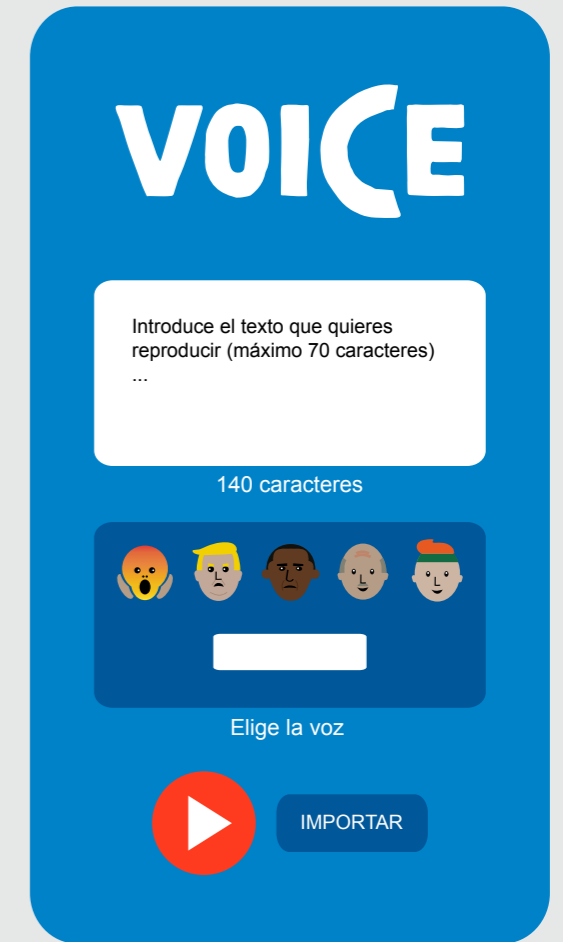 VOICE
Introduce el texto que quieres
reproducir (máximo 70 caracteres)
...
140 caracteres
Elige la voz
IMPORTAR